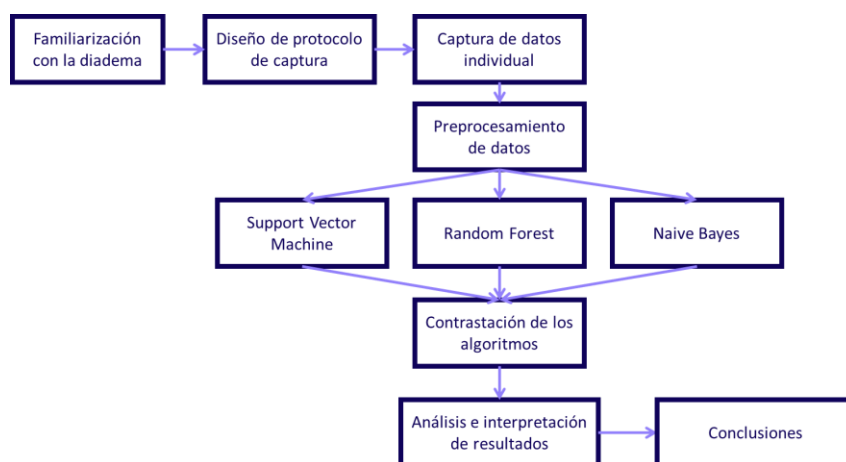 Familiarización
con la diadema
Diseño de protocolo
de captura
Captura de datos
individual
Preprocesamiento
de datos
Support Vector
Machine
Random Forest
Naive Bayes
Contrastación de los
algoritmos
Análisis e interpretación
de resultados
Conclusiones